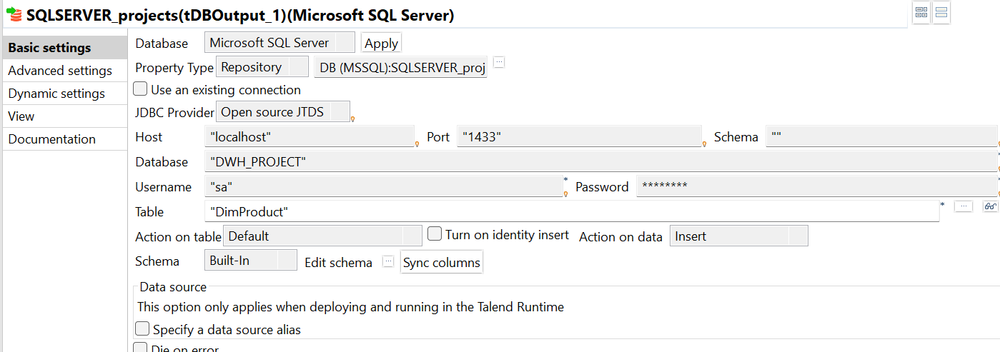 SQLSERVER_projects(tDBOutput_1)(Microsoft SQL Server)
Basic settings
Advanced settings
Dynamic settings
View
Documentation
Database Microsoft SQL Server Apply
Property Type Repository DB (MSSQL):SQLSERVER_proj ...
Use an existing connection
JDBC Provider Open source JTDS
Host "localhost" Port "1433" Schema ""
Database "DWH_PROJECT" *
Username "sa" * Password ******** *
Table "DimProduct" * ...
Action on table Default Turn on identity insert Action on data Insert
Schema Built-In Edit schema ... Sync columns
Data source
This option only applies when deploying and running in the Talend Runtime
Specify a data source alias
Die on error